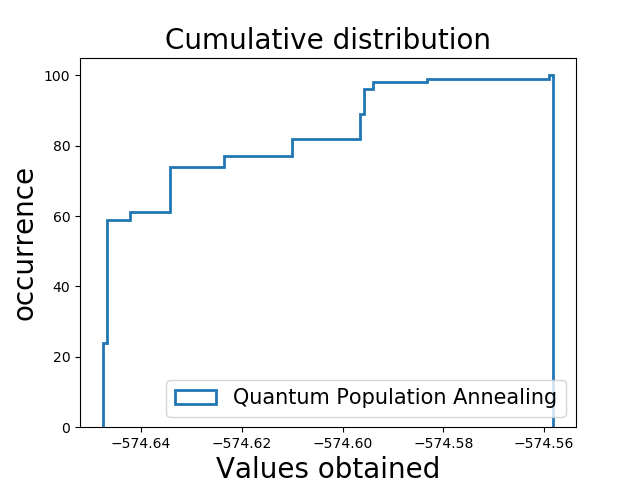 Cumulative distribution
100
80
60
40
20
0
occurrence
Quantum Population Annealing
−574.64 −574.62 −574.60 −574.58 −574.56
Values obtained